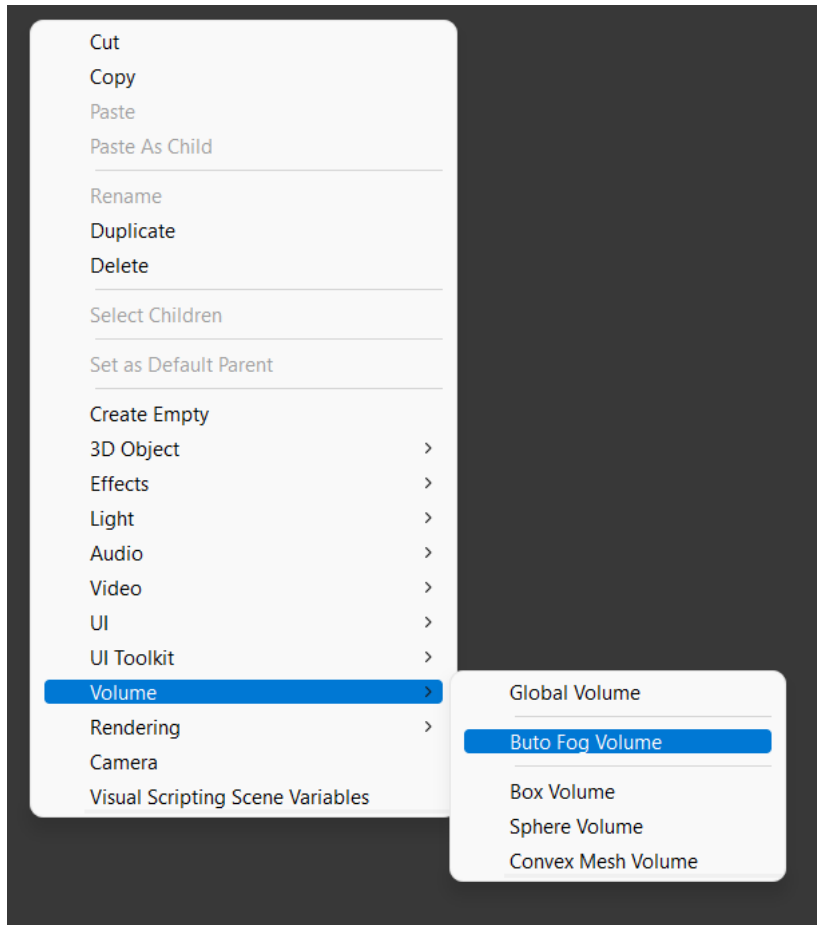 Cut
Copy
Paste
Paste As Child
Rename
Duplicate
Delete
Select Children
Set as Default Parent
Create Empty
3D Object
Effects
Light
Audio
Video
UI
UI Toolkit
Volume
Rendering
Camera
Visual Scripting Scene Variables
Global Volume
Buto Fog Volume
Box Volume
Sphere Volume
Convex Mesh Volume